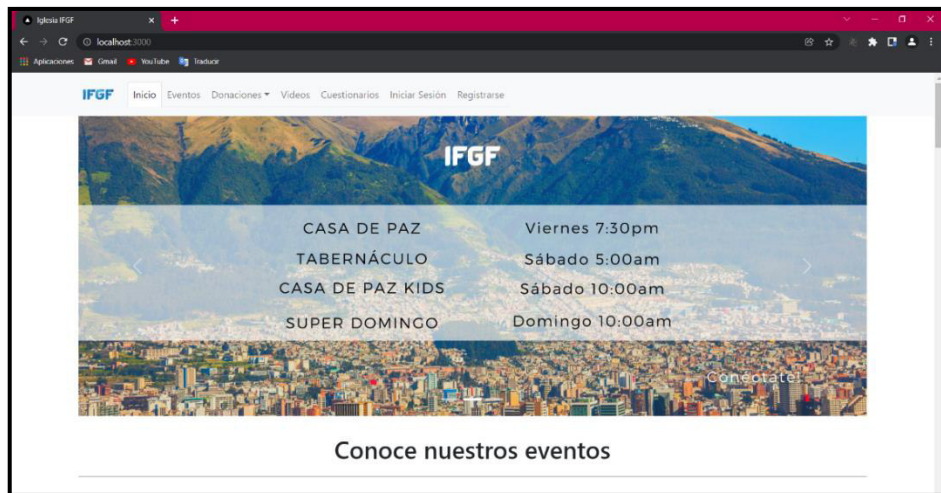 Iglesia IFGF
localhost:3000
Aplicaciones Gmail YouTube Traducir
IFGF Inicio Eventos Donaciones Videos Cuestionarios Iniciar Sesión Registrarse
IFGF
CASA DE PAZ Viernes 7:30pm
TABERNÁCULO Sábado 5:00am
CASA DE PAZ KIDS Sábado 10:00am
SUPER DOMINGO Domingo 10:00am
Conéctate!
Conoce nuestros eventos